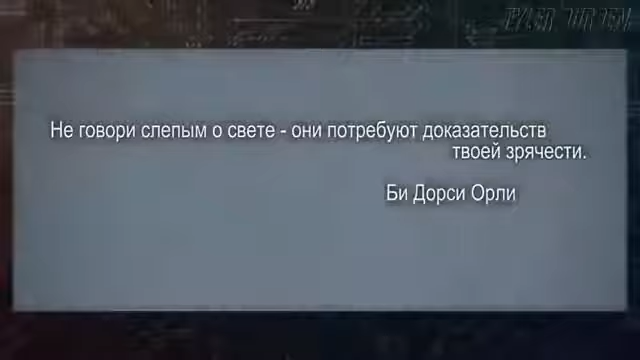 Не говори слепым о свете - они потребуют доказательств
твоей зрячести.
Би Дорси Орли